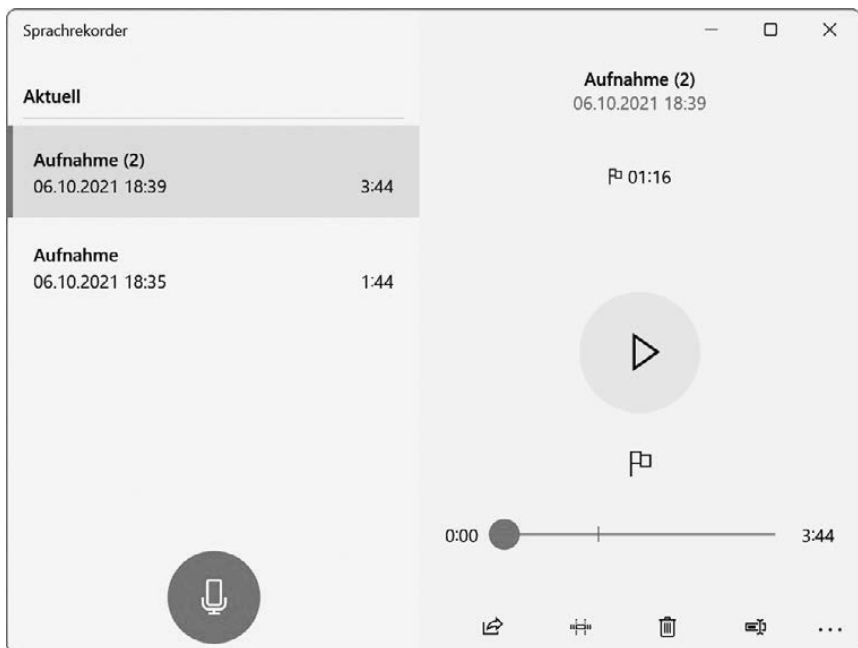 Sprachrekorder
Aktuell
Aufnahme (2)
06.10.2021 18:39
3:44
Aufnahme
06.10.2021 18:35
1:44
Aufnahme (2)
06.10.2021 18:39
01:16
0:00
3:44